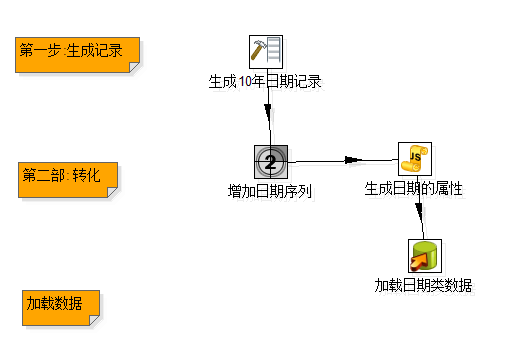 第一步:生成记录
生成10年日期记录
2
JS
第二部:转化
增加日期序列
生成日期的属性
加载日期类数据
加载数据